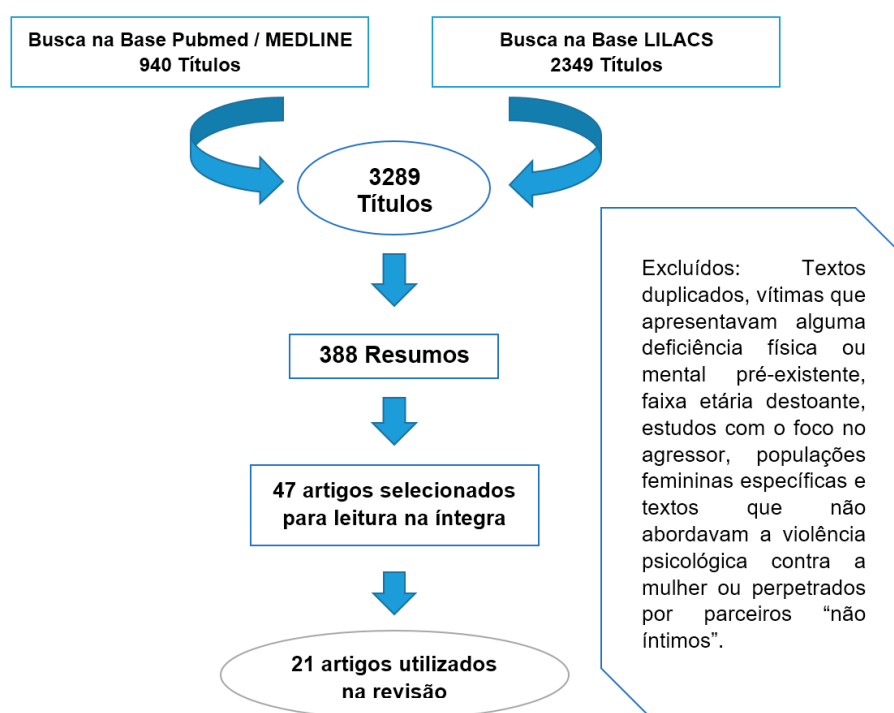 Busca na Base Pubmed / MEDLINE
940 Títulos
Busca na Base LILACS
2349 Títulos
3289
Títulos
388 Resumos
47 artigos selecionados
para leitura na íntegra
21 artigos utilizados
na revisão
Excluídos: Textos
duplicados, vítimas que
apresentavam alguma
deficiência física ou
mental pré-existente,
faixa etária destoante,
estudos com o foco no
agressor, populações
femininas específicas e
textos que não
abordavam a violência
psicológica contra a
mulher ou perpetrados
por parceiros “não
íntimos”.